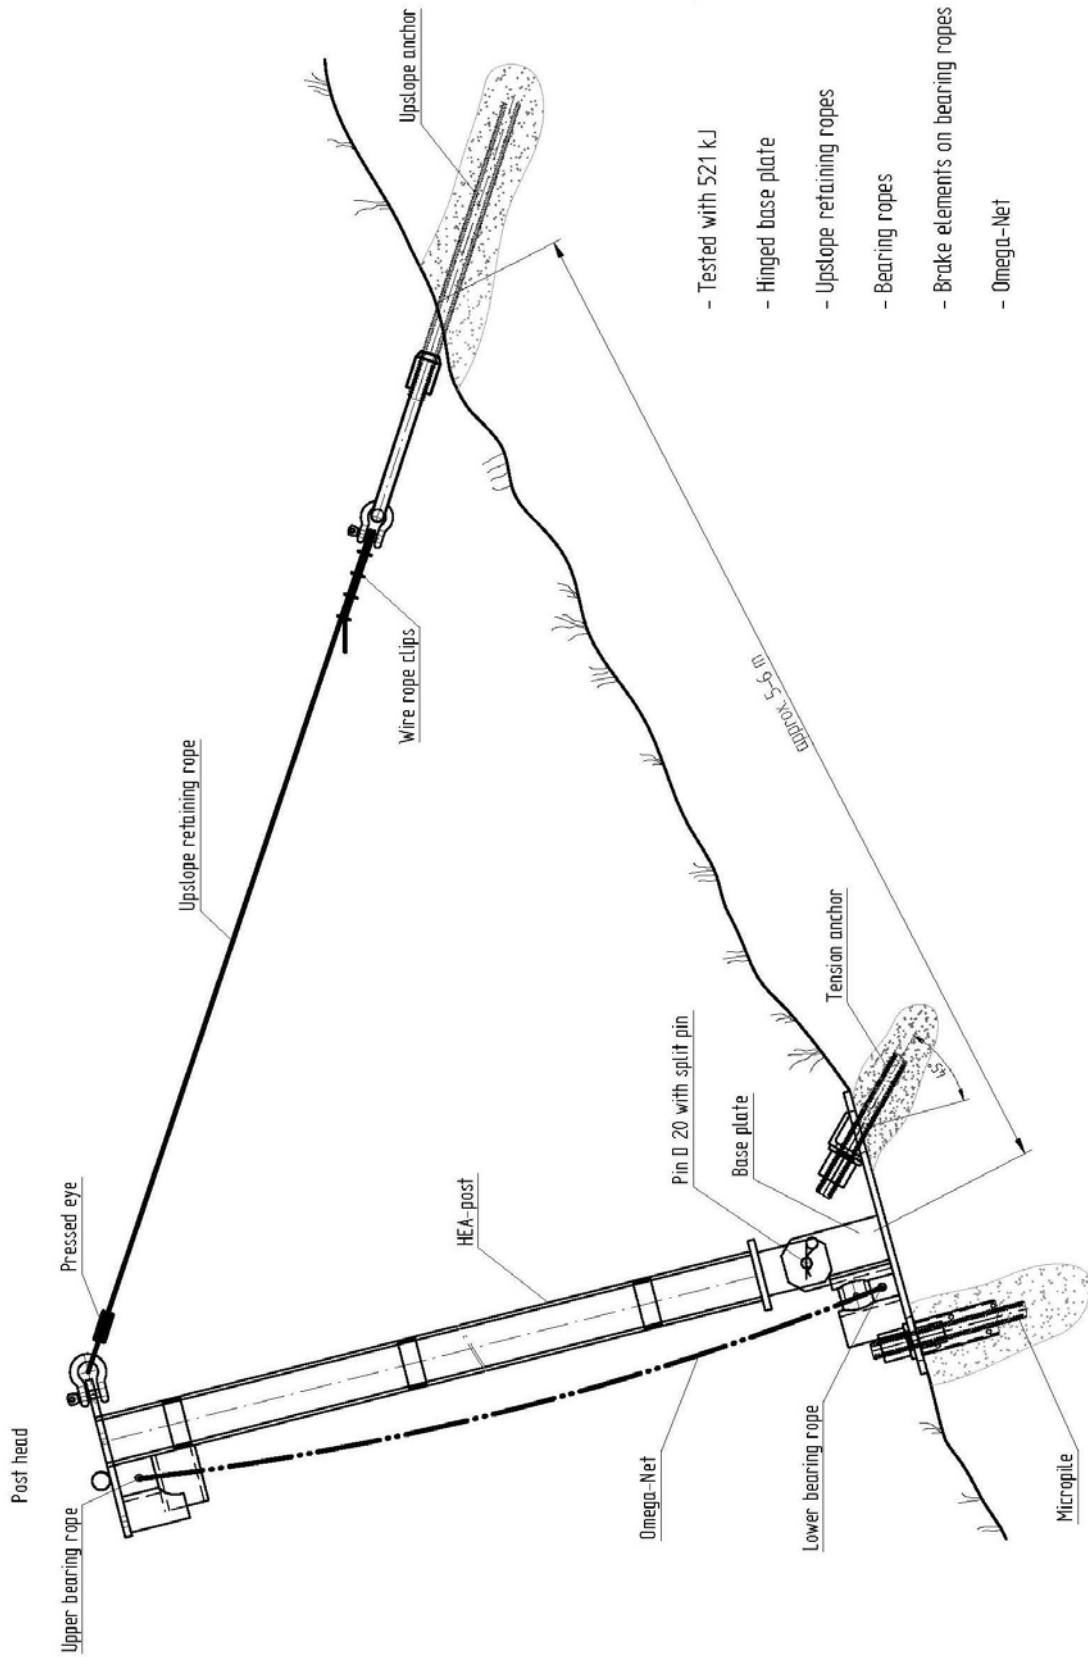 Post head
Upper bearing rope
Pressed eye
Upslope retaining rope
Wire rope clips
Upslope anchor
HEA-post
Omega-Net
Pin □ 20 with split pin
Base plate
approx. 5-6 m
Lower bearing rope
Tension anchor
45°
Micropile
- Tested with 521 kJ
- Hinged base plate
- Upslope retaining ropes
- Bearing ropes
- Brake elements on bearing ropes
- Omega-Net